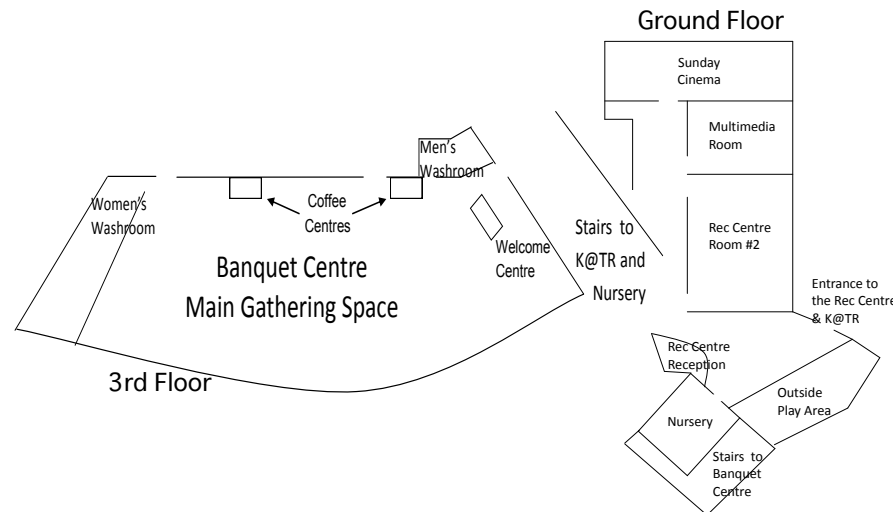 Ground Floor
Sunday
Cinema
Multimedia
Room
Men's
Washroom
Women's
Washroom
Coffee
Centres
Welcome
Centre
Stairs to
K@TR and
Nursery
Rec Centre
Room #2
Banquet Centre
Main Gathering Space
Entrance to
the Rec Centre
& K@TR
3rd Floor
Rec Centre
Reception
Outside
Play Area
Nursery
Stairs to
Banquet
Centre